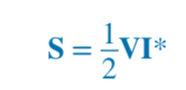 S = 1/2 VI*